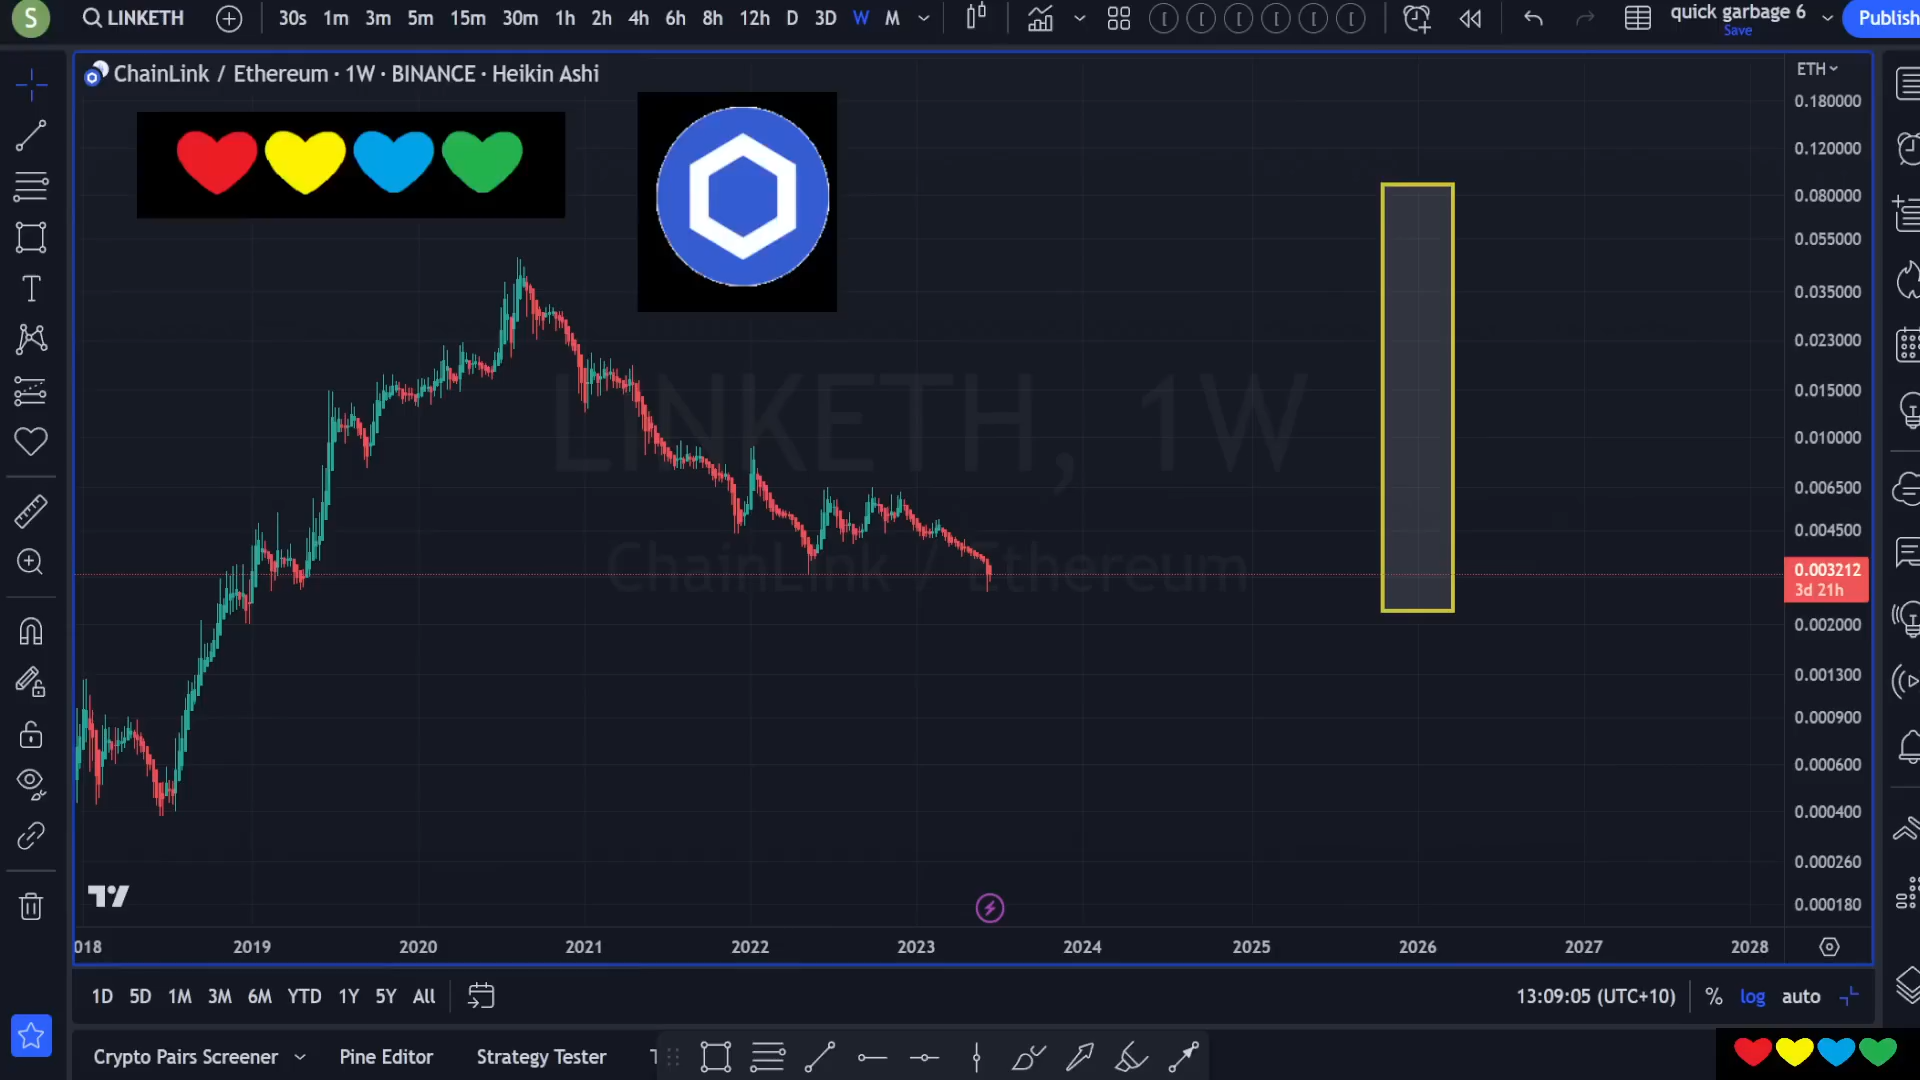 S LINKETH 30s 1m 3m 5m 15m 30m 1h 2h 4h 6h 8h 12h D 3D W M quick garbage 6 Publish
Save
ChainLink / Ethereum · 1W · BINANCE · Heikin Ashi
ETH
0.180000
0.120000
0.080000
0.055000
0.035000
0.023000
0.015000
0.010000
0.006500
0.004500
0.003212
3d 21h
0.002000
0.001300
0.000900
0.000600
0.000400
0.000260
0.000180
LINKETH, 1W
ChainLink / Ethereum
018 2019 2020 2021 2022 2023 2024 2025 2026 2027 2028
1D 5D 1M 3M 6M YTD 1Y 5Y All 13:09:05 (UTC+10) % log auto
Crypto Pairs Screener Pine Editor Strategy Tester